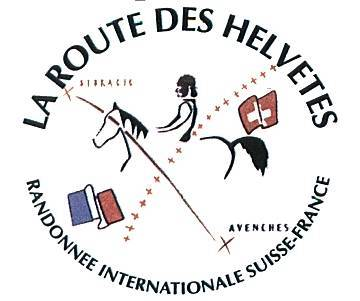 LA ROUTE DES HELVETES
BIBRACTE
AVENCHES
RANDONNEE INTERNATIONALE SUISSE-FRANCE